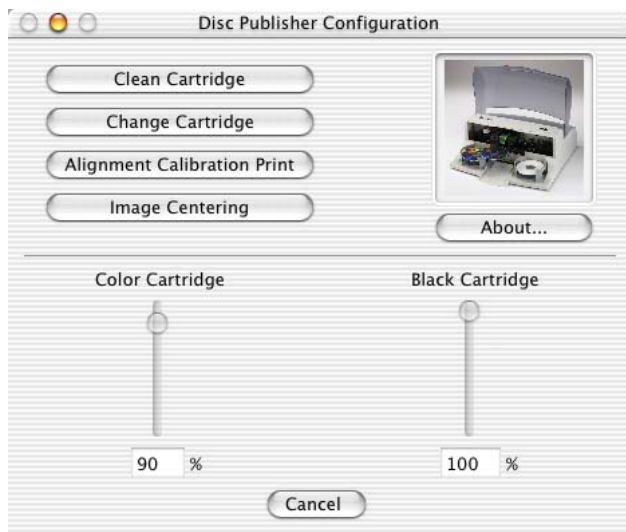 Disc Publisher Configuration
Clean Cartridge
Change Cartridge
Alignment Calibration Print
Image Centering
About...
Color Cartridge
Black Cartridge
90 %
100 %
Cancel